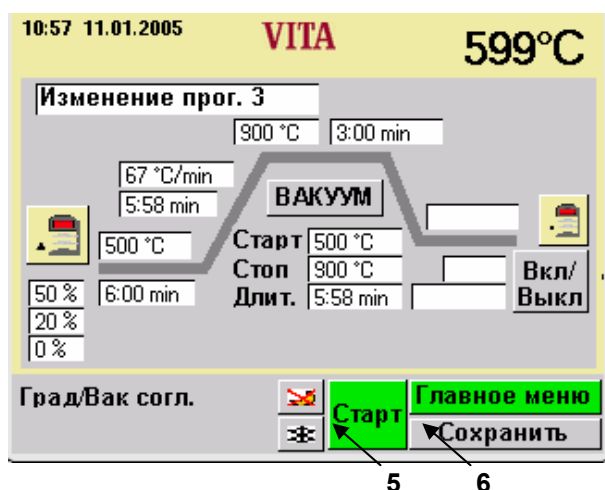 10:57 11.01.2005 VITA 599°C
Изменение прог. 3
900 °C 3:00 min
67 °C/min
5:58 min
ВАКУУМ
500 °C
Старт 500 °C
Стоп 900 °C
Длит. 5:58 min
Вкл/
Выкл
50 % 6:00 min
20 %
0 %
Град/Вак согл.
Старт
Главное меню
Сохранить
5 6